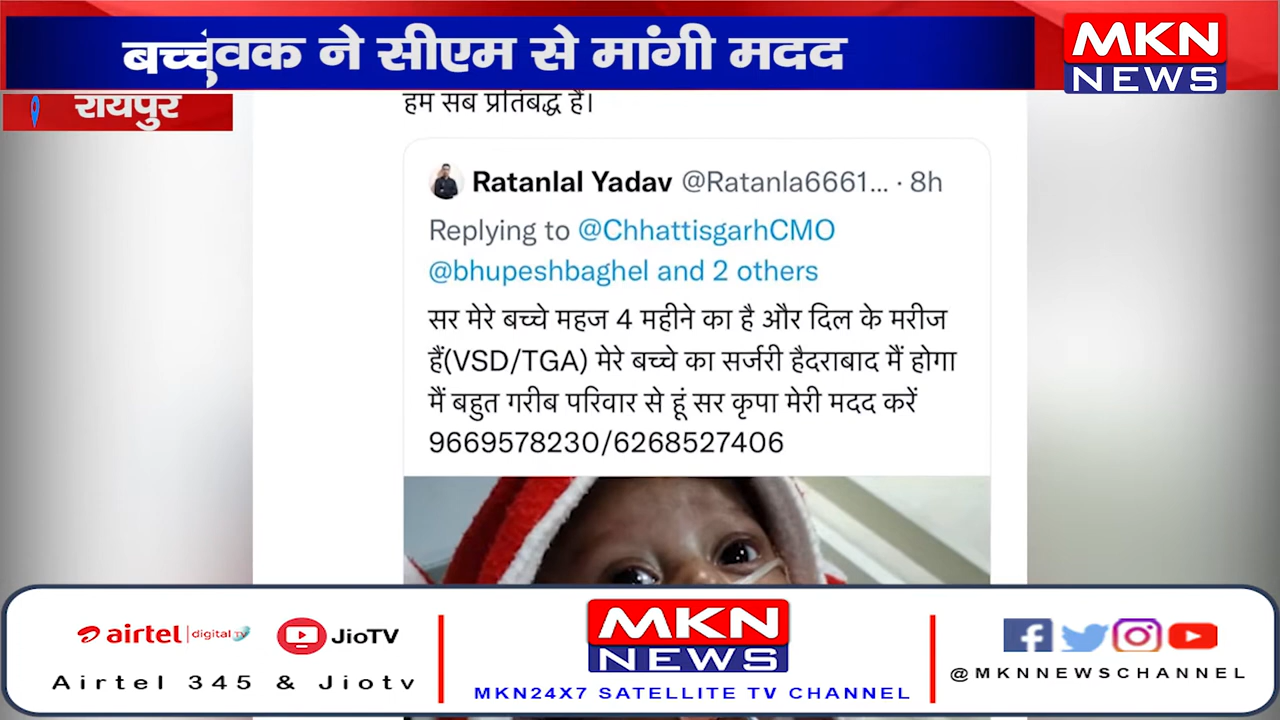 वक ने सीएम से मांगी मदद
MKN
NEWS
रायपुर
हम सब प्रतिबद्ध हैं।
Ratanlal Yadav @Ratanla6661... · 8h
Replying to @ChhattisgarhCMO
@bhupeshbaghel and 2 others
सर मेरे बच्चे महज 4 महीने का है और दिल के मरीज
हैं(VSD/TGA) मेरे बच्चे का सर्जरी हैदराबाद मैं होगा
मैं बहुत गरीब परिवार से हूं सर कृपा मेरी मदद करें
9669578230/6268527406
airtel digital TV
JioTV
Airtel 345 & Jiotv
MKN
NEWS
MKN24X7 SATELLITE TV CHANNEL
@MKNNEWSCHANNEL